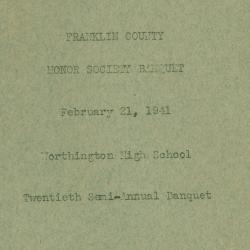 FRANKLIN COUNTY
HONOR SOCIETY BANQUET
February 21, 1941
Worthington High School
Twentieth Semi-Annual Banquet